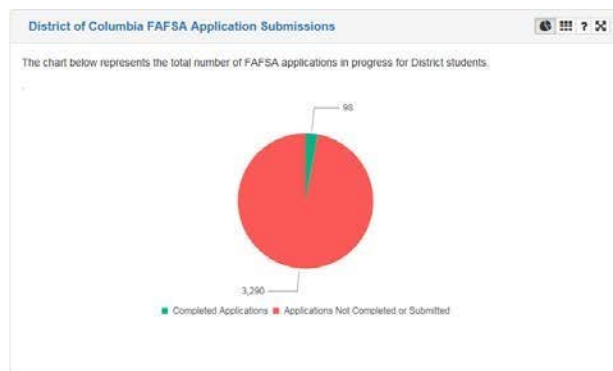 District of Columbia FAFSA Application Submissions
?
The chart below represents the total number of FAFSA applications in progress for District students.
98
3,290
Completed Applications Applications Not Completed or Submitted